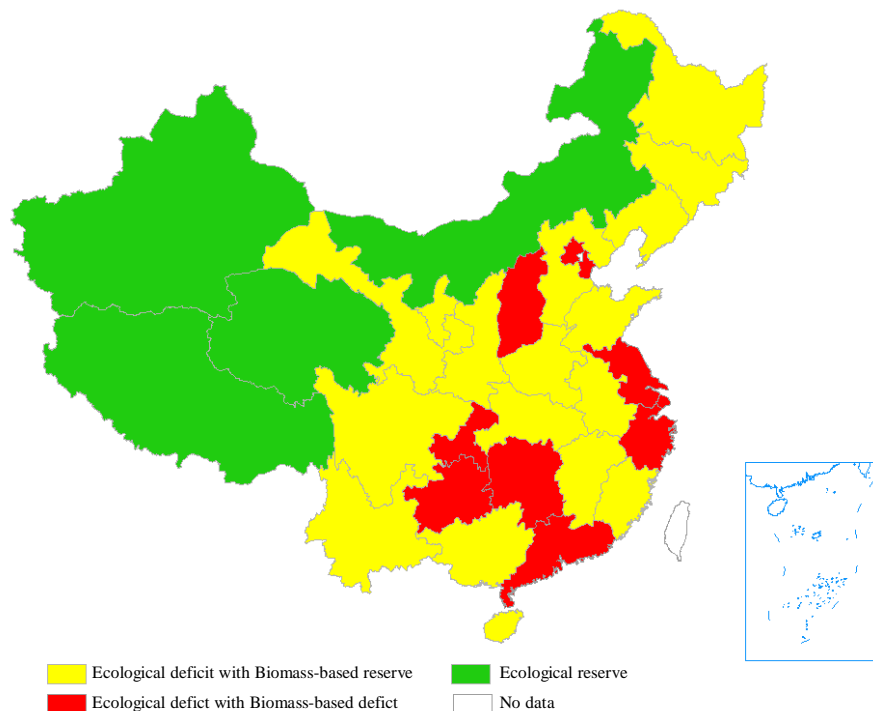 Ecological deficit with Biomass-based reserve
Ecological reserve
Ecological defict with Biomass-based defict
No data